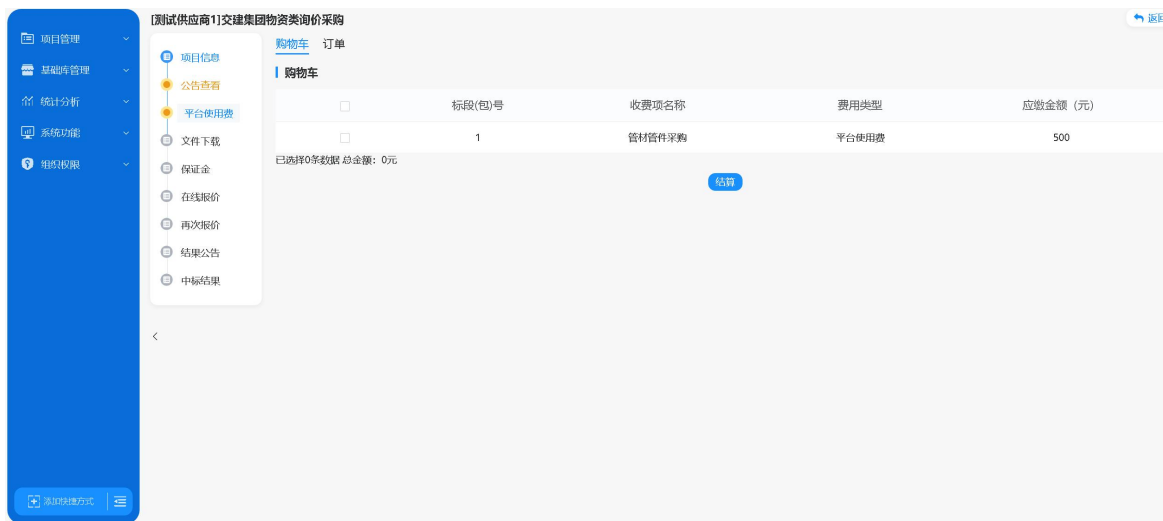 [测试供应商1]交建集团物资类询价采购
返回
项目管理
基础库管理
统计分析
系统功能
组织权限
添加快捷方式
项目信息
公告查看
平台使用费
文件下载
保证金
在线报价
再次报价
结果公告
中标结果
购物车 订单
购物车
标段(包)号 收费项名称 费用类型 应缴金额（元）
1 管材管件采购 平台使用费 500
已选择0条数据 总金额：0元
结算